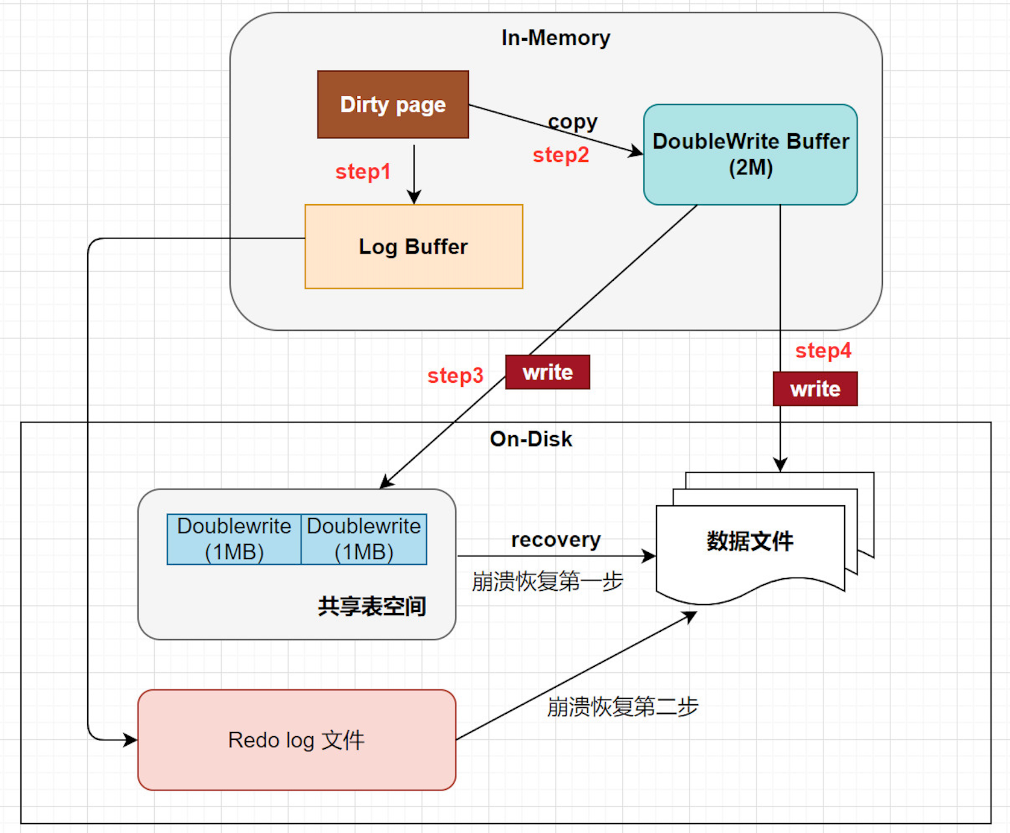 In-Memory
Dirty page
copy
step2
DoubleWrite Buffer
(2M)
step1
Log Buffer
step3
write
step4
write
On-Disk
Doublewrite
(1MB)
Doublewrite
(1MB)
共享表空间
recovery
崩溃恢复第一步
数据文件
Redo log 文件
崩溃恢复第二步